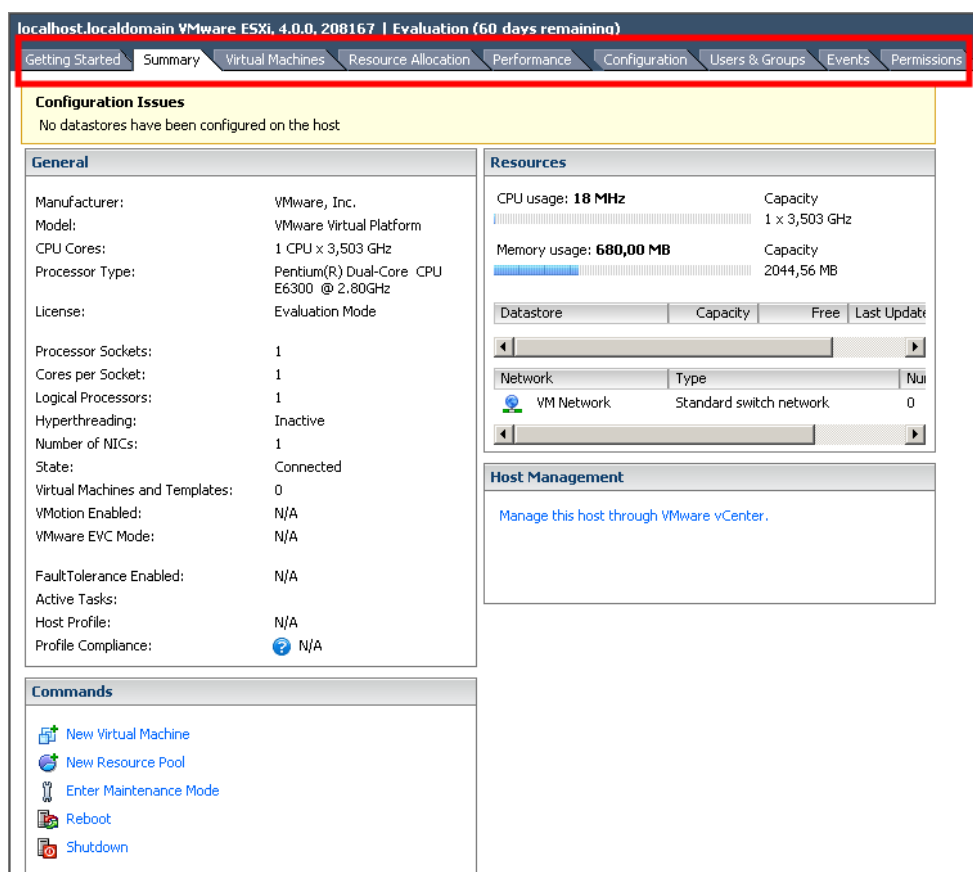 localhost.localdomain VMware ESXi, 4.0.0, 208167 | Evaluation (60 days remaining)
Getting Started Summary Virtual Machines Resource Allocation Performance Configuration Users & Groups Events Permissions
Configuration Issues
No datastores have been configured on the host
General
Manufacturer: VMware, Inc.
Model: VMware Virtual Platform
CPU Cores: 1 CPU x 3,503 GHz
Processor Type: Pentium(R) Dual-Core CPU
E6300 @ 2.80GHz
License: Evaluation Mode
Processor Sockets: 1
Cores per Socket: 1
Logical Processors: 1
Hyperthreading: Inactive
Number of NICs: 1
State: Connected
Virtual Machines and Templates: 0
VMotion Enabled: N/A
VMware EVC Mode: N/A
FaultTolerance Enabled: N/A
Active Tasks:
Host Profile: N/A
Profile Compliance: N/A
Commands
New Virtual Machine
New Resource Pool
Enter Maintenance Mode
Reboot
Shutdown
Resources
CPU usage: 18 MHz Capacity
1 x 3,503 GHz
Memory usage: 680,00 MB Capacity
2044,56 MB
Datastore Capacity Free Last Update
Network Type Nu
VM Network Standard switch network 0
Host Management
Manage this host through VMware vCenter.